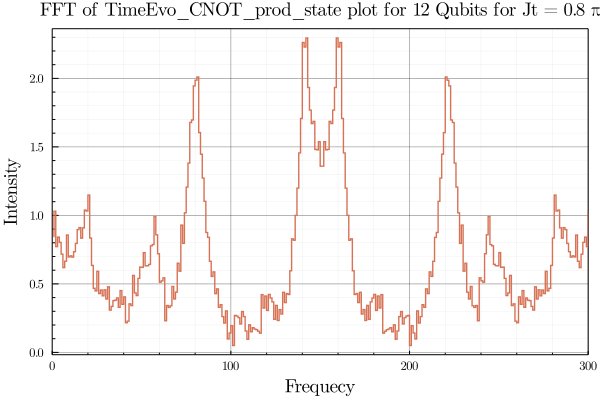 FFT of TimeEvo_CNOT_prod_state plot for 12 Qubits for Jt = 0.8 π
Intensity
2.0
1.5
1.0
0.5
0.0
0 100 200 300
Frequecy